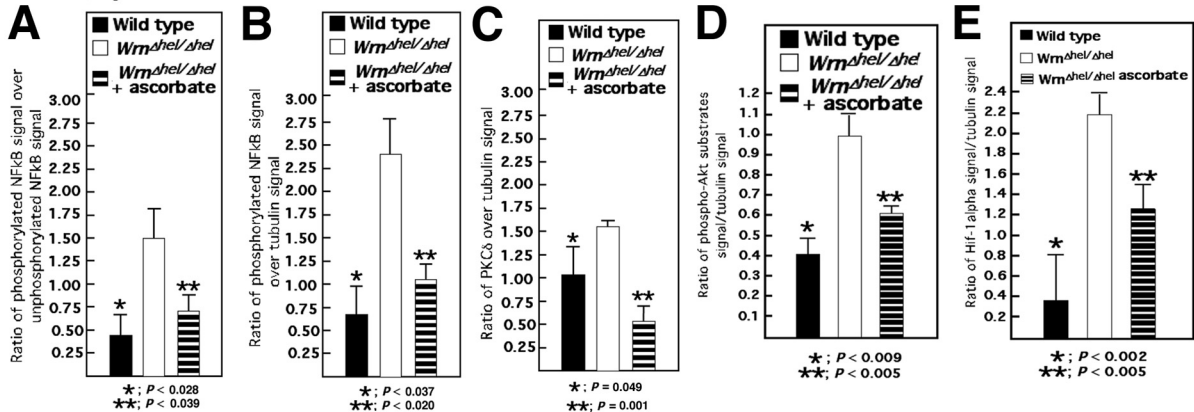 A
Wild type
Wrn Δhel/Δhel
Wrn Δhel/Δhel
+ ascorbate
Ratio of phosphorylated NFkB signal over
unphosphorylated NFkB signal
3.00
2.75
2.50
2.25
2.00
1.75
1.50
1.25
1.00
0.75
0.50
0.25
*
**
*; P < 0.028
**; P < 0.039
B
Wild type
Wrn Δhel/Δhel
Wrn Δhel/Δhel
+ ascorbate
Ratio of phosphorylated NFkB signal
over tubulin signal
3.00
2.75
2.50
2.25
2.00
1.75
1.50
1.25
1.00
0.75
0.50
0.25
*
**
*; P < 0.037
**; P < 0.020
C
Wild type
Wrn Δhel/Δhel
Wrn Δhel/Δhel
+ ascorbate
Ratio of PKCδ over tubulin signal
3.00
2.75
2.50
2.25
2.00
1.75
1.50
1.25
1.00
0.75
0.50
0.25
*
**
*; P = 0.049
**; P = 0.001
D
Wild type
Wrn Δhel/Δhel
Wrn Δhel/Δhel
+ ascorbate
Ratio of phospho-Akt substrates
signal/tubulin signal
1.2
1.1
1.0
0.9
0.8
0.7
0.6
0.5
0.4
0.3
0.2
0.1
*
**
*; P < 0.009
**; P < 0.005
E
Wild type
Wrn Δhel/Δhel
Wrn Δhel/Δhel ascorbate
Ratio of Hif-1alpha signal/tubulin signal
2.4
2.2
2.0
1.8
1.6
1.4
1.2
1.0
0.8
0.6
0.4
0.2
*
**
*; P < 0.002
**; P < 0.005